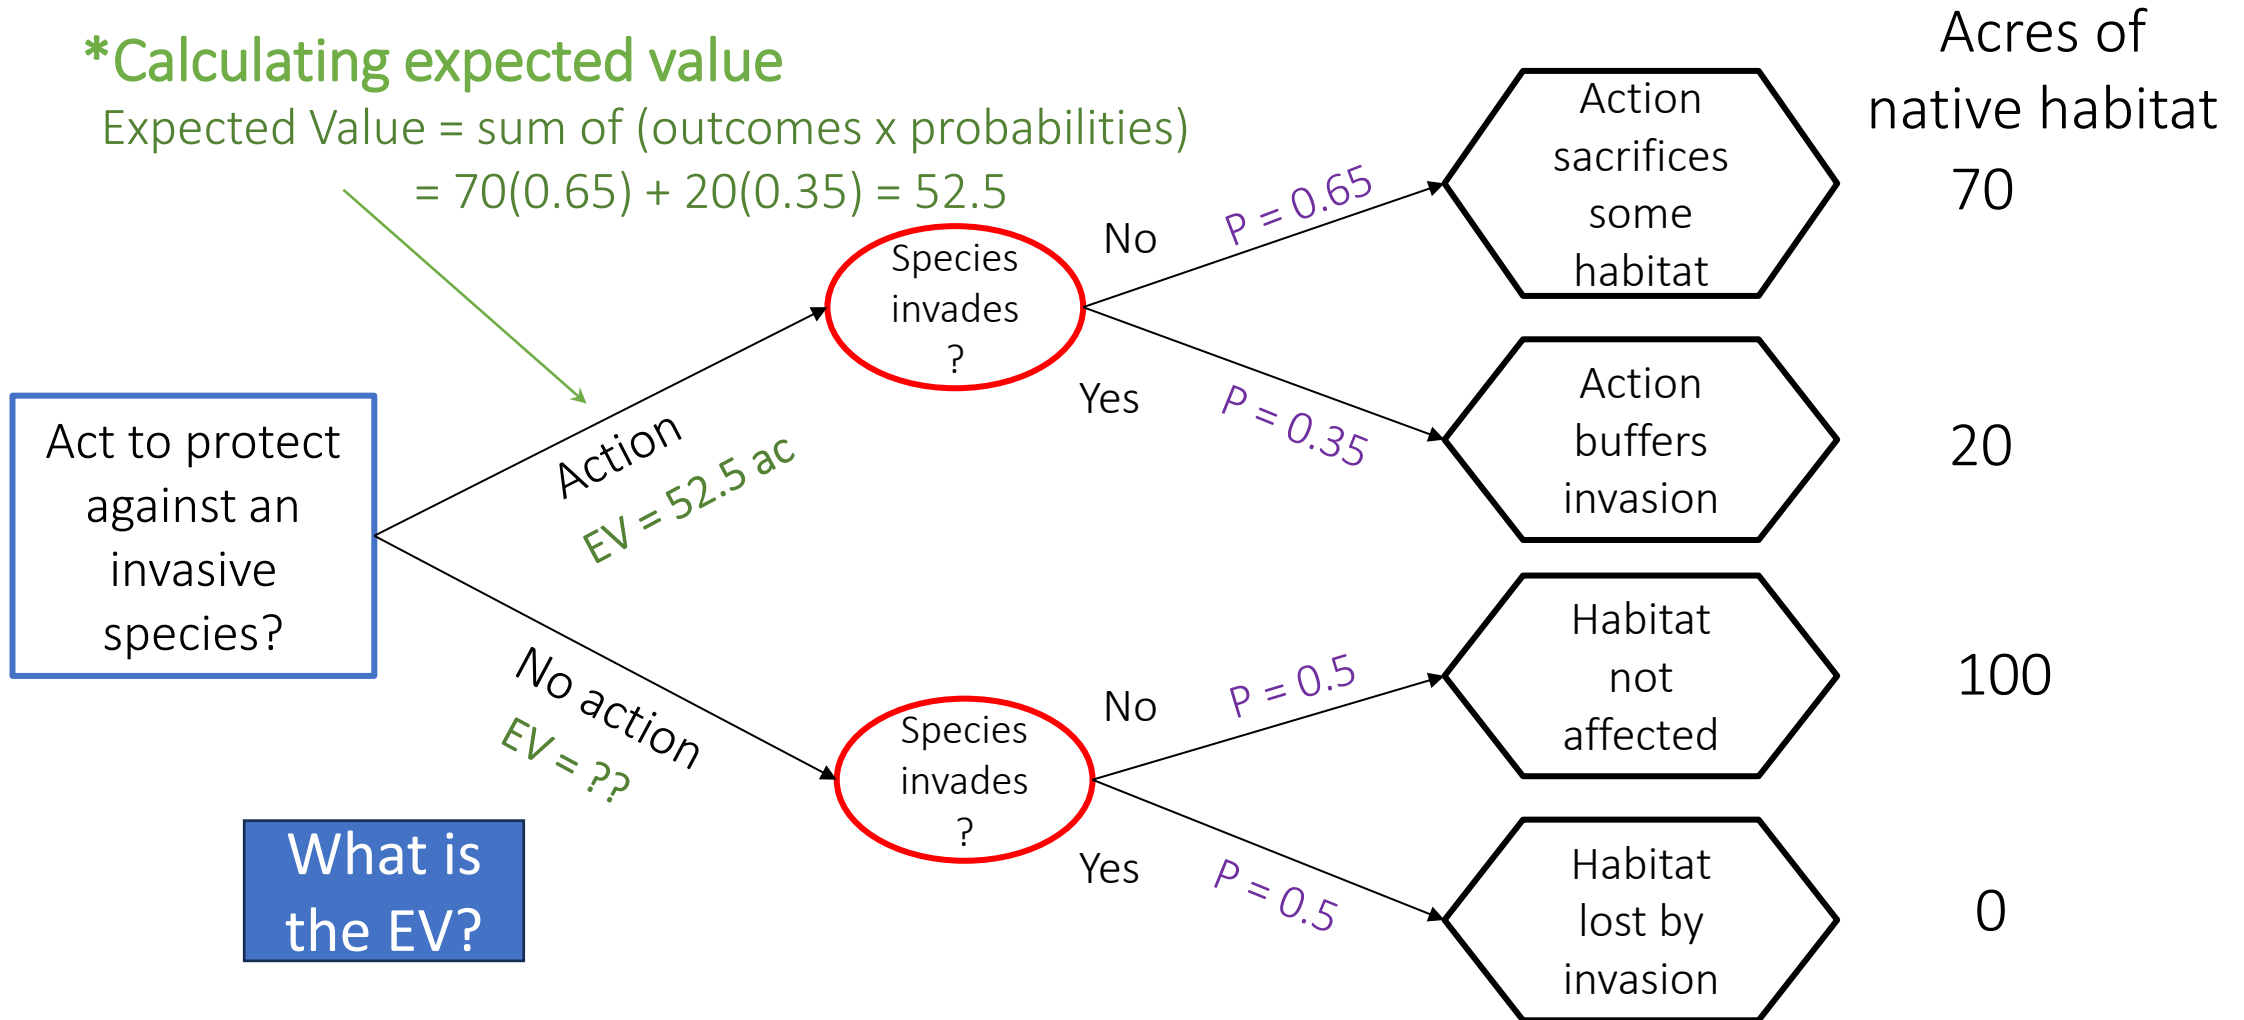 *Calculating expected value
Expected Value = sum of (outcomes x probabilities)
= 70(0.65) + 20(0.35) = 52.5
Acres of
native habitat
Act to protect
against an
invasive
species?
Action
EV = 52.5 ac
Species
invades
?
No
P = 0.65
Action
sacrifices
some
habitat
70
Yes
P = 0.35
Action
buffers
invasion
20
No action
EV = ??
Species
invades
?
No
P = 0.5
Habitat
not
affected
100
Yes
P = 0.5
Habitat
lost by
invasion
0
What is
the EV?